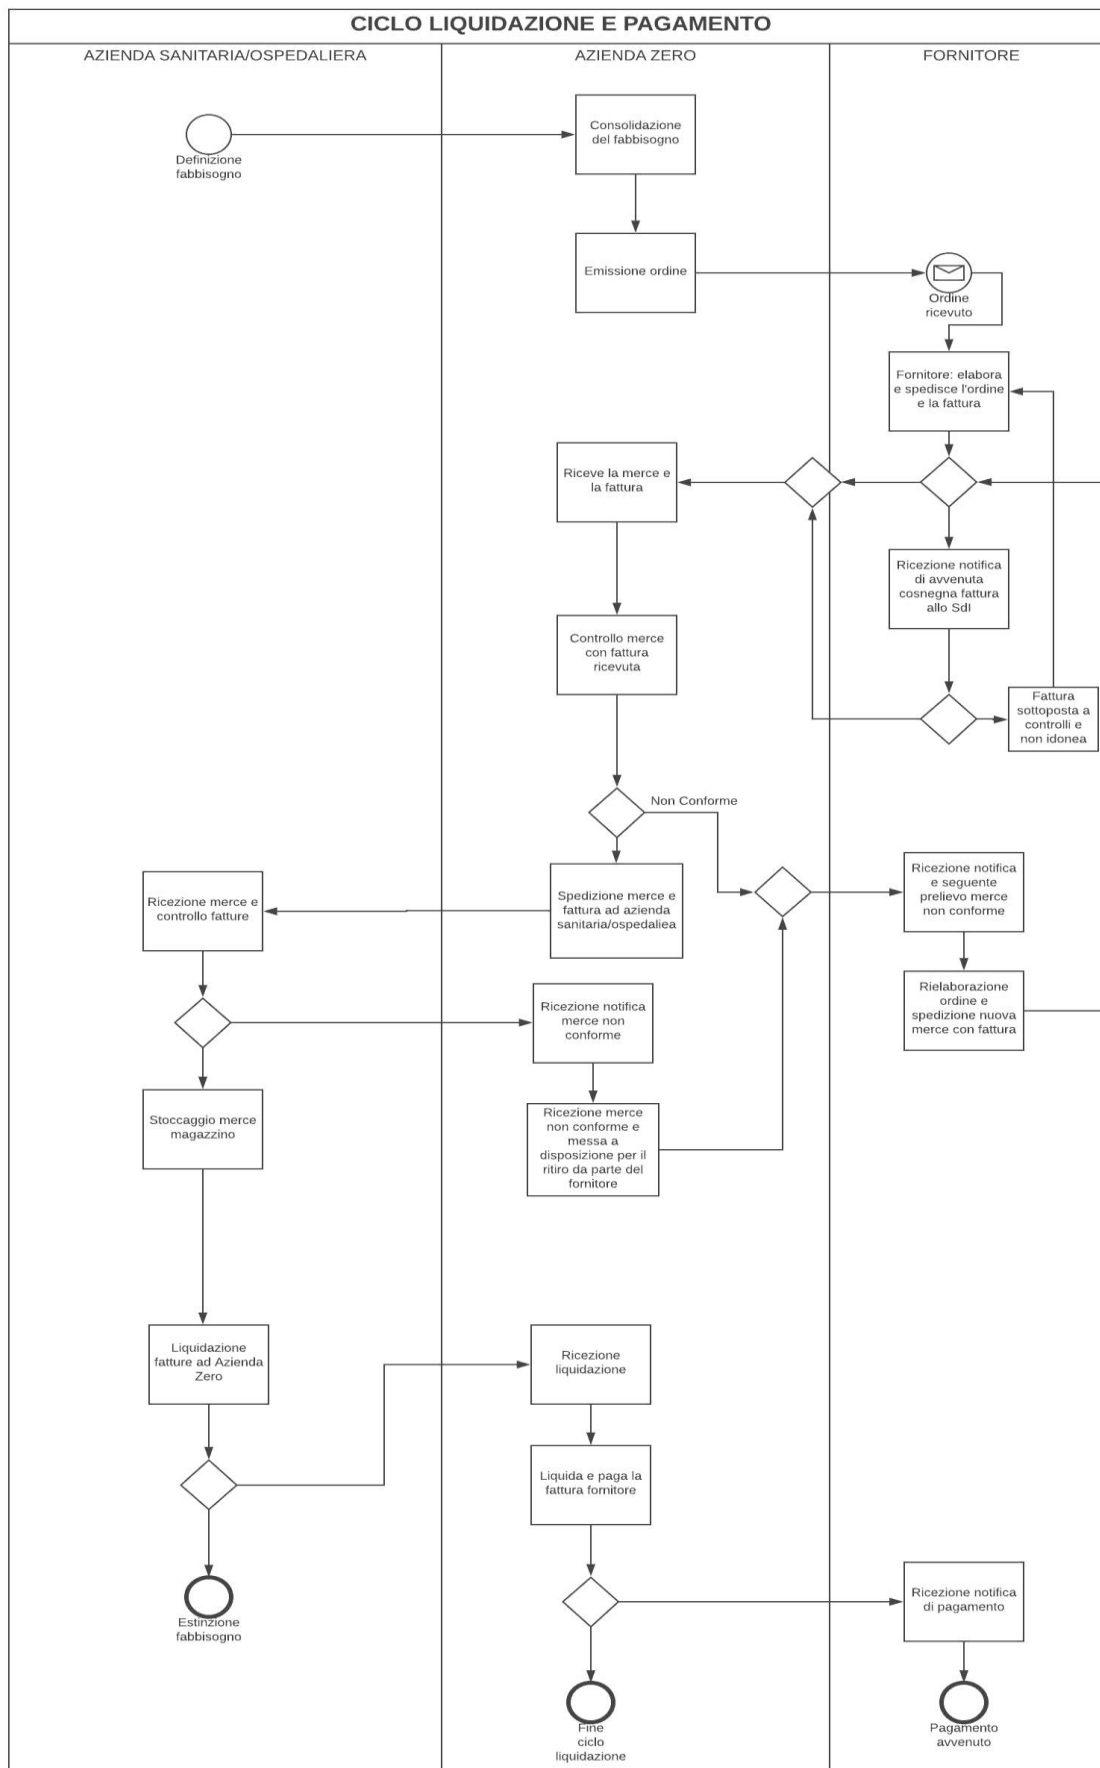 CICLO LIQUIDAZIONE E PAGAMENTO
AZIENDA SANITARIA/OSPEDALIERA
AZIENDA ZERO
FORNITORE
Definizione
fabbisogno
Consolidazione
del fabbisogno
Emissione ordine
Ordine
ricevuto
Fornitore: elabora
e spedisce l'ordine
e la fattura
Riceve la merce e
la fattura
Ricezione notifica
di avvenuta
cosnegna fattura
allo SdI
Controllo merce
con fattura
ricevuta
Fattura
sottoposta a
controlli e
non idonea
Non Conforme
Ricezione merce e
controllo fatture
Spedizione merce e
fattura ad azienda
sanitaria/ospedaliea
Ricezione notifica
e seguente
prelievo merce
non conforme
Ricezione notifica
merce non
conforme
Rielaborazione
ordine e
spedizione nuova
merce con fattura
Stoccaggio merce
magazzino
Ricezione merce
non conforme e
messa a
disposizione per il
ritiro da parte del
fornitore
Liquidazione
fatture ad Azienda
Zero
Ricezione
liquidazione
Liquida e paga la
fattura fornitore
Estinzione
fabbisogno
Ricezione notifica
di pagamento
Fine
ciclo
liquidazione
Pagamento
avvenuto